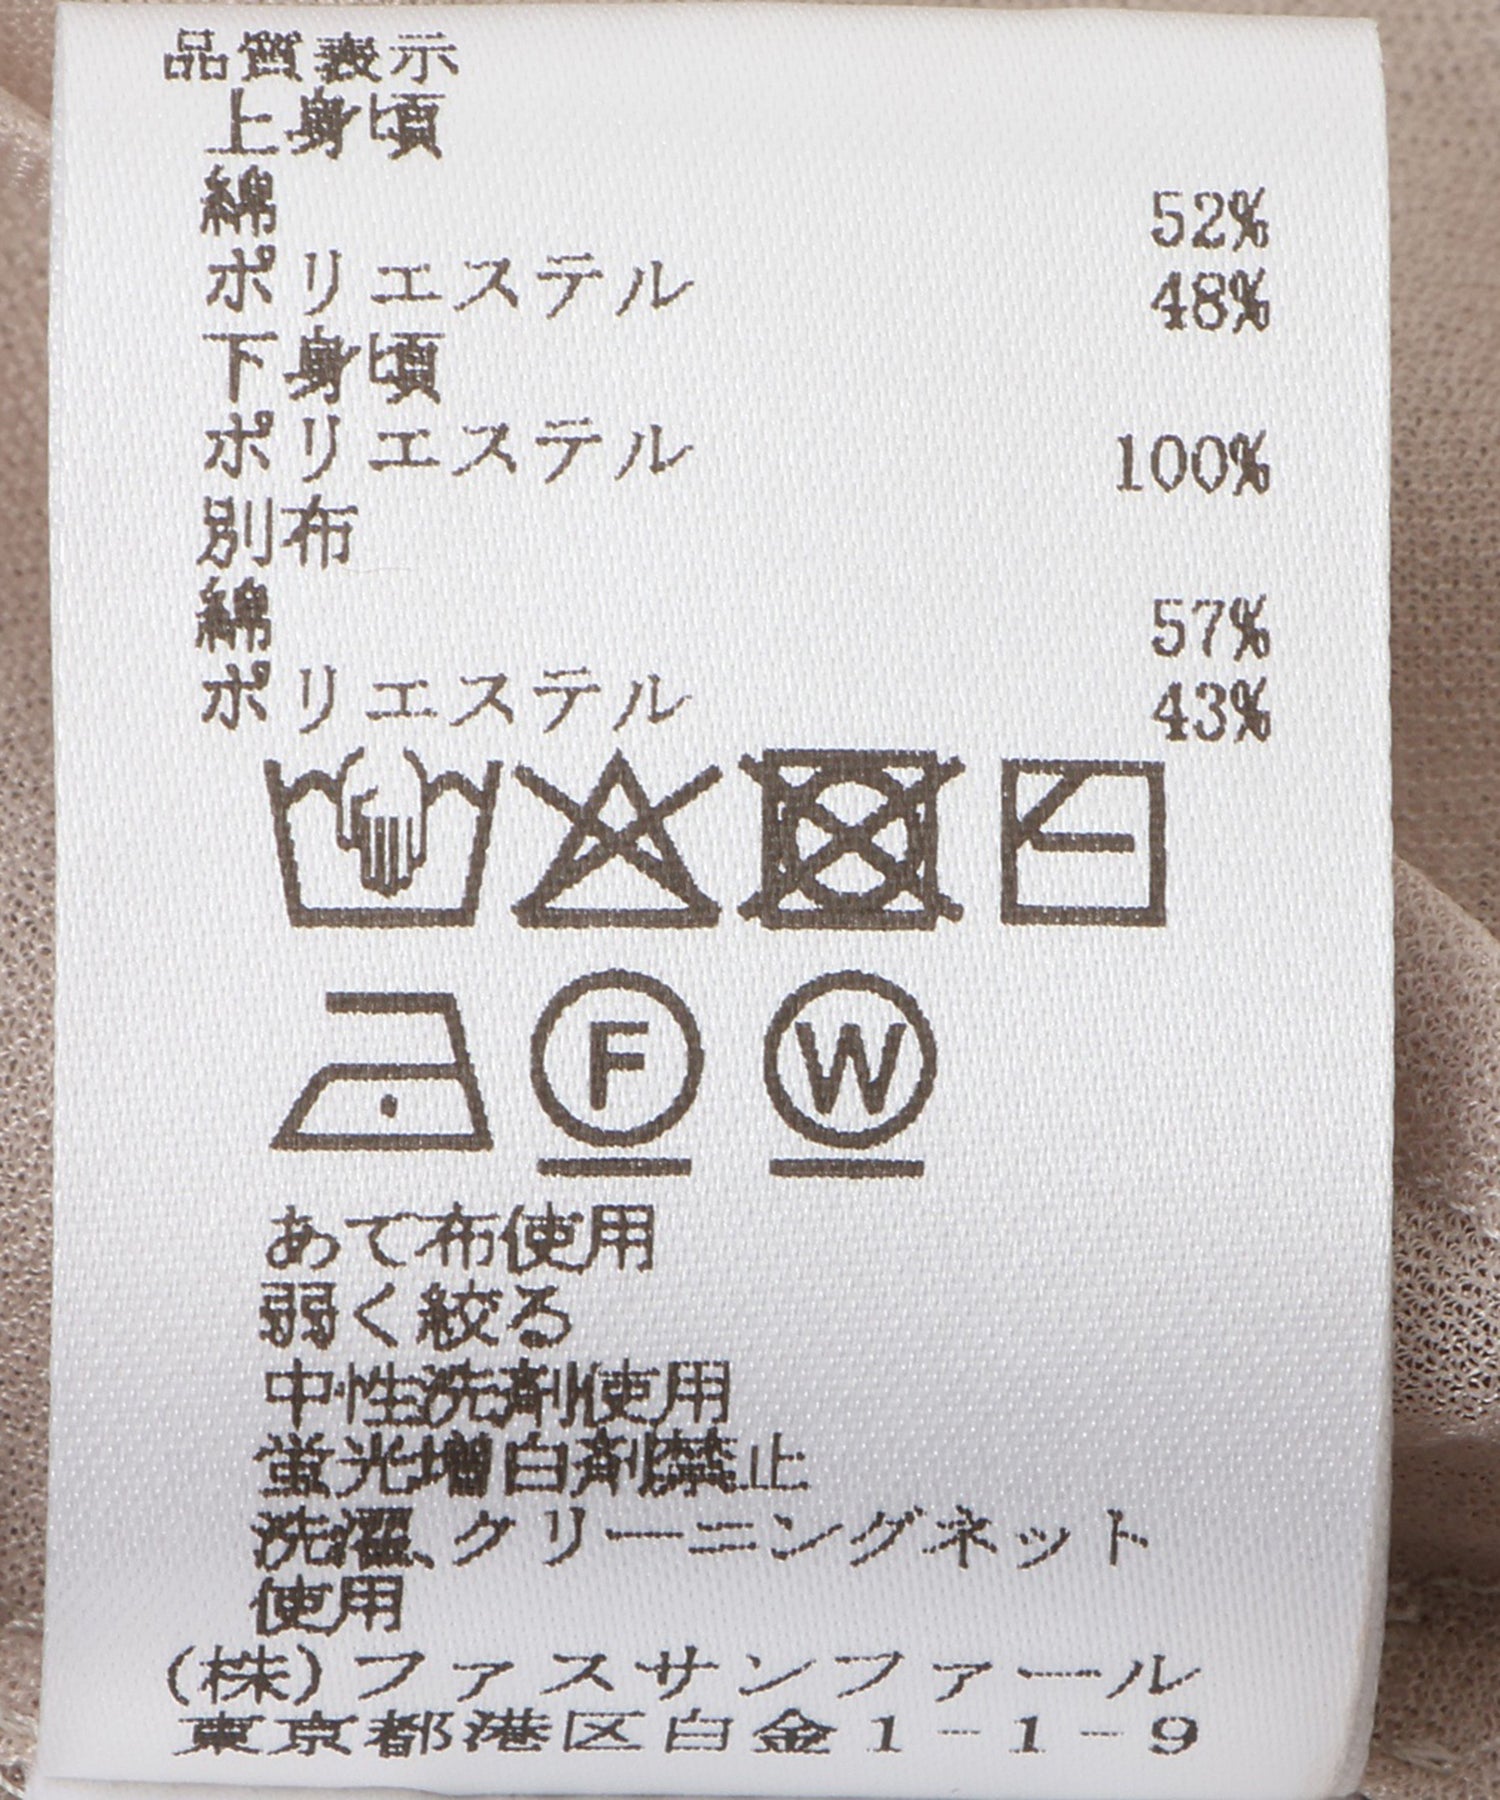 品質表示
上身頃
綿 52%
ポリエステル 48%
下身頃
ポリエステル 100%
別布
綿 57%
ポリエステル 43%
F W
あて布使用
弱く絞る
中性洗剤使用
蛍光増白剤禁止
洗濯、クリーニングネット
使用
(株)ファスサンファール
東京都港区白金1-1-9